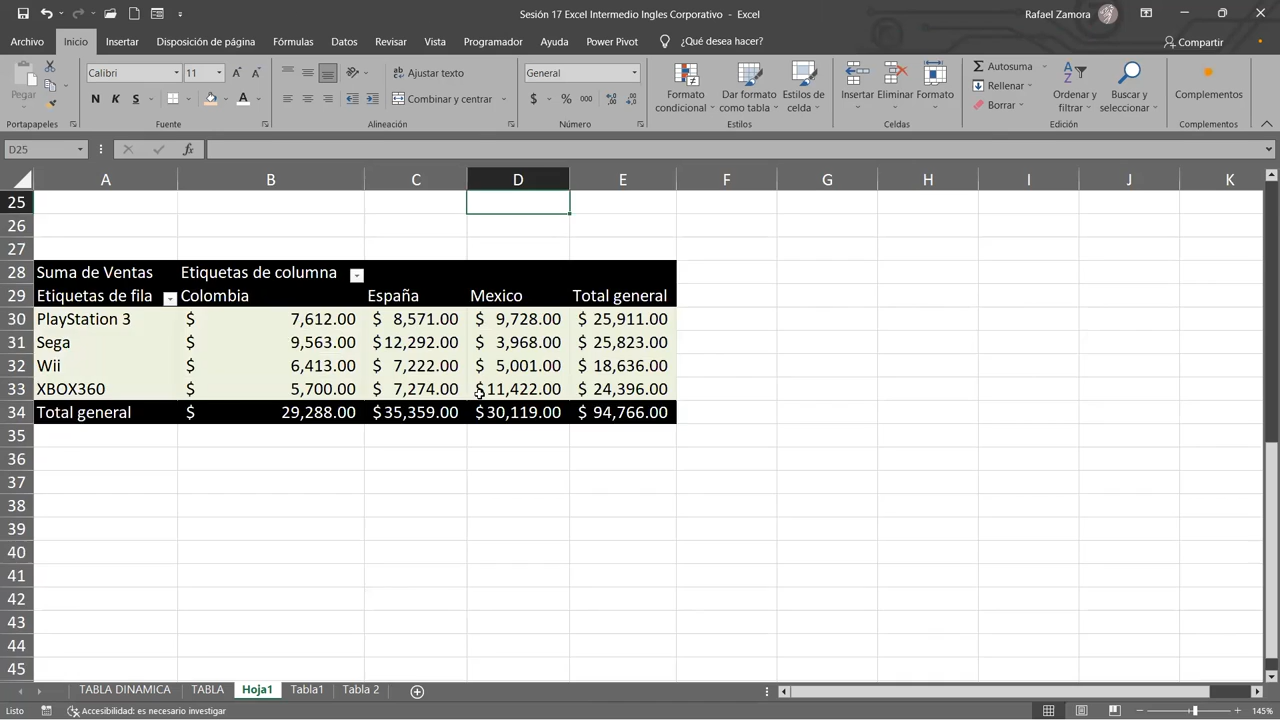 Sesión 17 Excel Intermedio Ingles Corporativo - Excel
Rafael Zamora
Archivo Inicio Insertar Disposición de página Fórmulas Datos Revisar Vista Programador Ayuda Power Pivot ¿Qué desea hacer? Compartir
Pegar
Calibri 11
N K S
Ajustar texto
Combinar y centrar
General
$ % 000
Formato condicional
Dar formato como tabla
Estilos de celda
Insertar Eliminar Formato
Autosuma
Rellenar
Borrar
Ordenar y filtrar
Buscar y seleccionar
Complementos
Portapapeles Fuente Alineación Número Estilos Celdas Edición Complementos
D25 fx
A B C D E F G H I J K
25
26
27
28 Suma de Ventas Etiquetas de columna
29 Etiquetas de fila Colombia España Mexico Total general
30 PlayStation 3 $ 7,612.00 $ 8,571.00 $ 9,728.00 $ 25,911.00
31 Sega $ 9,563.00 $12,292.00 $ 3,968.00 $ 25,823.00
32 Wii $ 6,413.00 $ 7,222.00 $ 5,001.00 $ 18,636.00
33 XBOX360 $ 5,700.00 $ 7,274.00 $11,422.00 $ 24,396.00
34 Total general $ 29,288.00 $35,359.00 $30,119.00 $ 94,766.00
35
36
37
38
39
40
41
42
43
44
45
TABLA DINAMICA TABLA Hoja1 Tabla1 Tabla 2
Listo Accesibilidad: es necesario investigar 145%